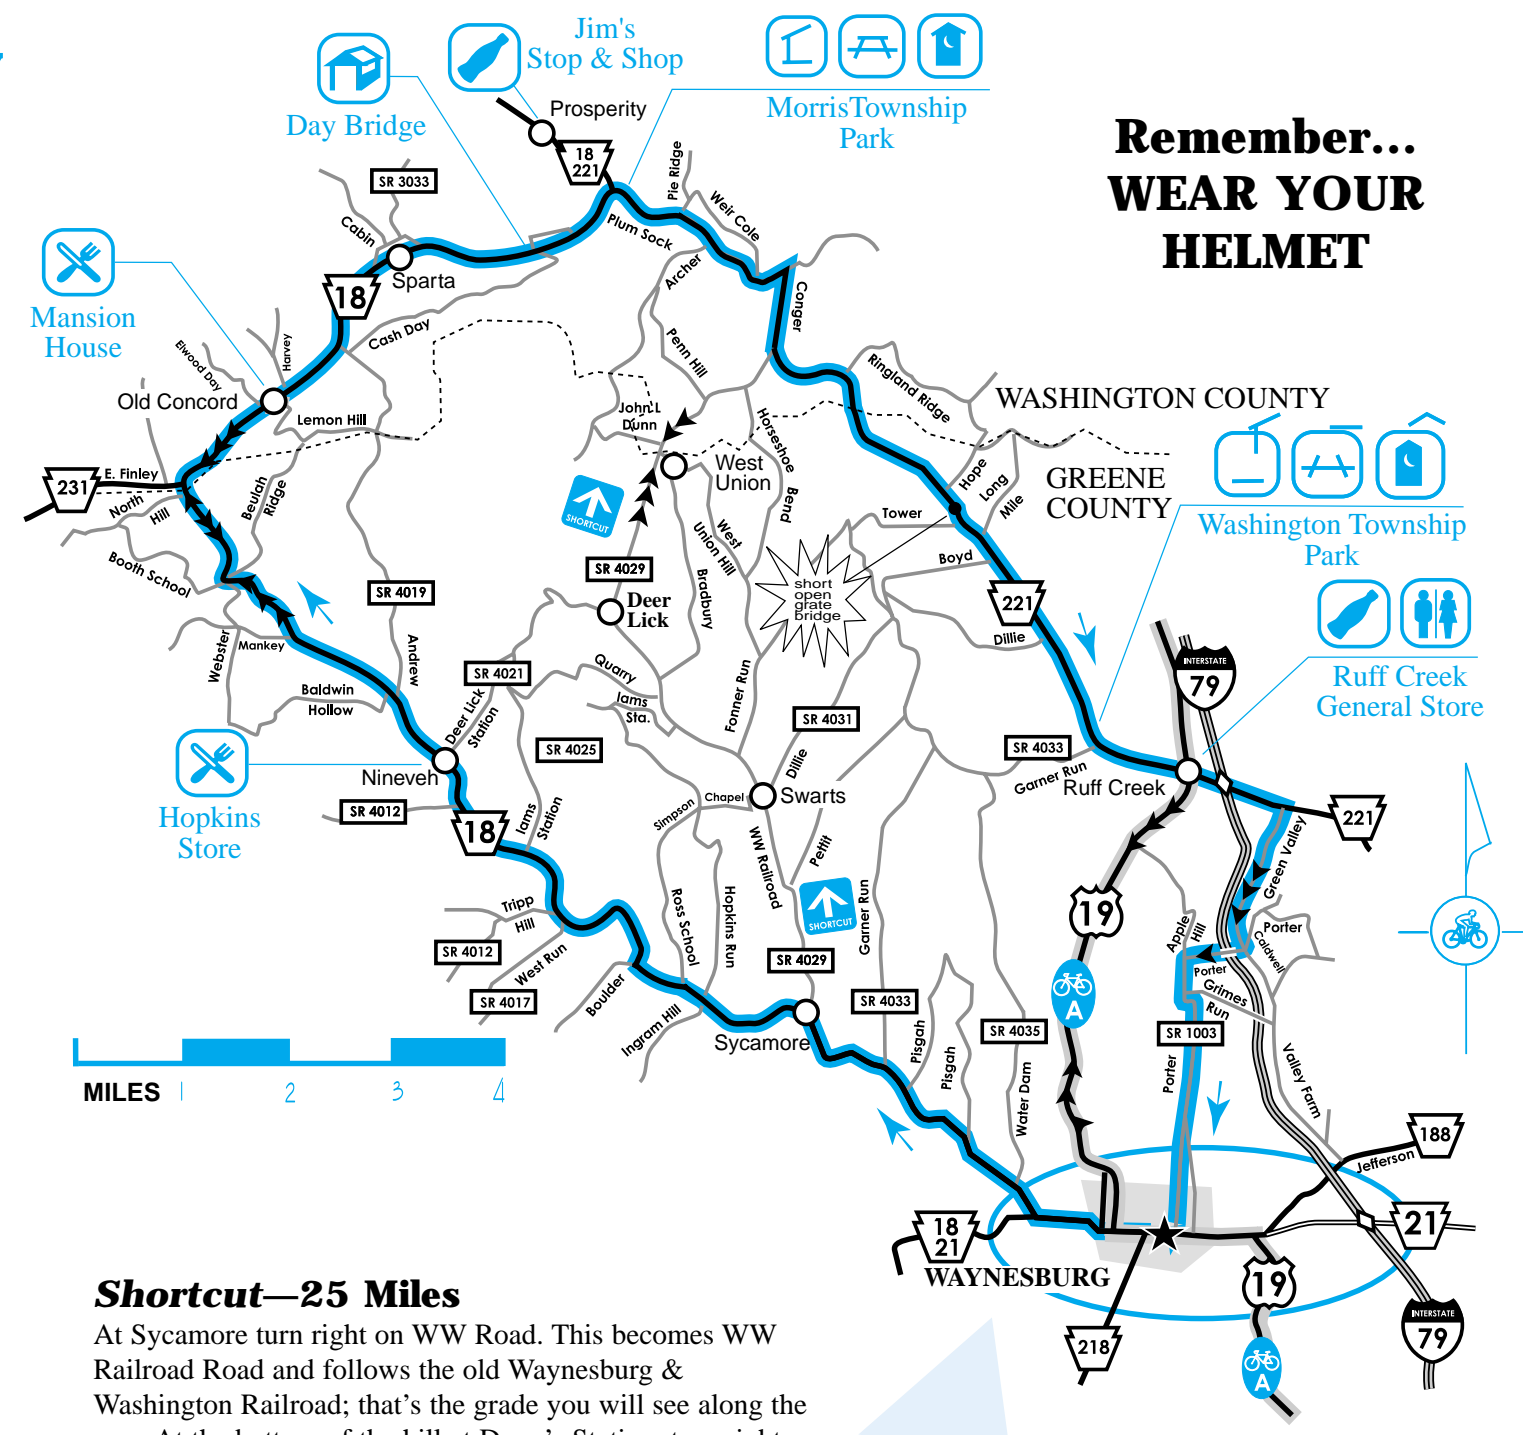 Jim's
Stop & Shop
Day Bridge
Prosperity
MorrisTownship
Park
Remember...
WEAR YOUR
HELMET
18
221
SR 3033
Pie Ridge
Weir Cole
Plum Sock
Cabin
Sparta
Archer
Conger
18
Mansion
House
Cash Day
Harvey
Elwood Day
Penn Hill
Ringland Ridge
Old Concord
Lemon Hill
John L
Dunn
Horseshoe
Bend
WASHINGTON COUNTY
GREENE
COUNTY
West
Union
E. Finley
231
North
Hill
Beulah
Ridge
SHORTCUT
Hope
Long
Mile
Tower
Washington Township
Park
Booth School
SR 4029
West
Union Hill
Bradbury
Boyd
short
open
grate
bridge
221
Deer
Lick
SR 4019
Dillie
Webster
Mankey
Andrew
INTERSTATE
79
Ruff Creek
General Store
Baldwin
Hollow
SR 4021
Quarry
Iams
Sta.
Fonner Run
Deer Lick
Station
SR 4031
SR 4025
SR 4033
Garner Run
Ruff Creek
Dillie
Nineveh
Swarts
Chapel
Simpson
SR 4012
18
Iams
Station
Hopkins
Store
WW Railroad
Pettit
221
Green Valley
19
SHORTCUT
Garner Run
Tripp
Hill
Ross School
Hopkins Run
Apple
Hill
Porter
Caldwell
SR 4012
West Run
SR 4029
Porter
Grimes
Run
SR 4017
Boulder
SR 4033
A
Ingram Hill
Sycamore
Pisgah
Pisgah
SR 4035
SR 1003
Water Dam
Porter
Valley Farm
MILES
1
2
3
4
188
Jefferson
18
21
21
WAYNESBURG
19
INTERSTATE
79
218
A
Shortcut—25 Miles
At Sycamore turn right on WW Road. This becomes WW
Railroad Road and follows the old Waynesburg &
Washington Railroad; that's the grade you will see along the